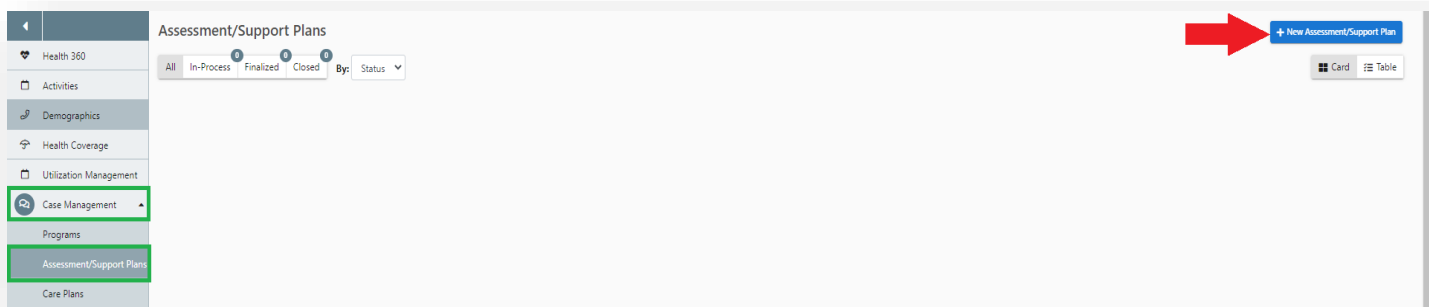 Assessment/Support Plans
+ New Assessment/Support Plan
All In-Process 0 Finalized 0 Closed 0 By: Status
Card Table
Health 360
Activities
Demographics
Health Coverage
Utilization Management
Case Management
Programs
Assessment/Support Plans
Care Plans